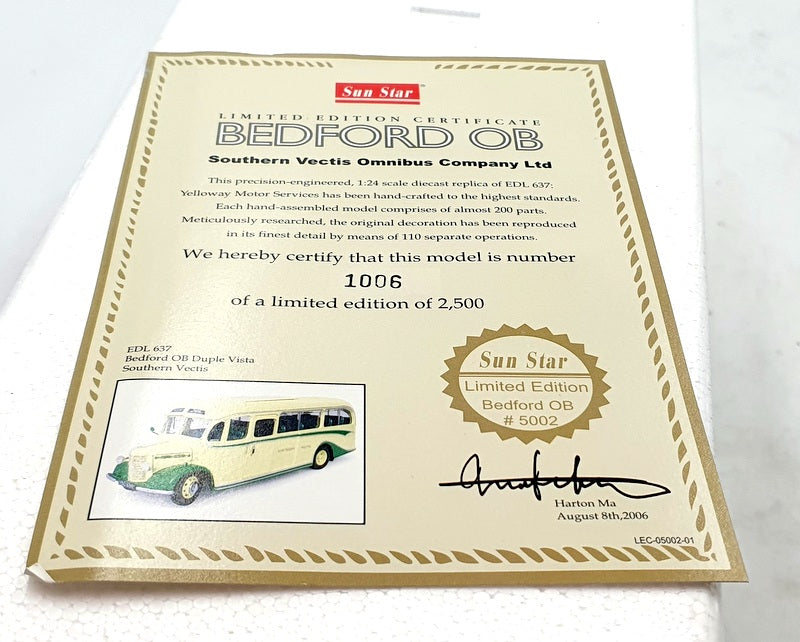 Sun Star
LIMITED EDITION CERTIFICATE
BEDFORD OB
Southern Vectis Omnibus Company Ltd
This precision-engineered, 1:24 scale diecast replica of EDL 637:
Yelloway Motor Services has been hand-crafted to the highest standards.
Each hand-assembled model comprises of almost 200 parts.
Meticulously researched, the original decoration has been reproduced
in its finest detail by means of 110 separate operations.
We hereby certify that this model is number
1006
of a limited edition of 2,500
EDL 637
Bedford OB Duple Vista
Southern Vectis
Sun Star
Limited Edition
Bedford OB
# 5002
Harton Ma
August 8th,2006
LEC-05002-01